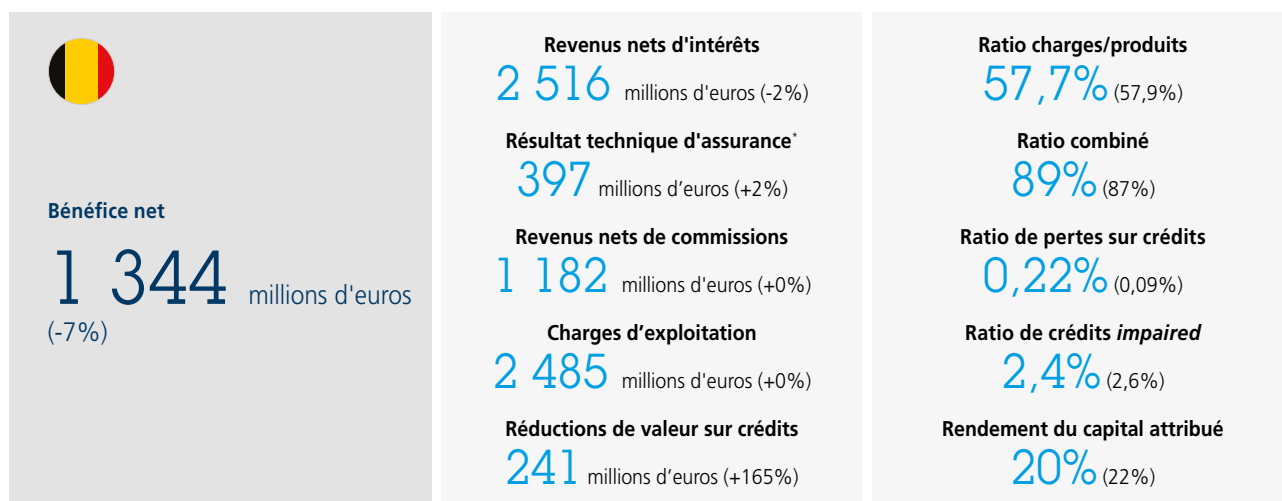 Bénéfice net
1 344 millions d'euros
(-7%)
Revenus nets d'intérêts
2 516 millions d'euros (-2%)
Résultat technique d'assurance*
397 millions d’euros (+2%)
Revenus nets de commissions
1 182 millions d'euros (+0%)
Charges d’exploitation
2 485 millions d'euros (+0%)
Réductions de valeur sur crédits
241 millions d’euros (+165%)
Ratio charges/produits
57,7% (57,9%)
Ratio combiné
89% (87%)
Ratio de pertes sur crédits
0,22% (0,09%)
Ratio de crédits impaired
2,4% (2,6%)
Rendement du capital attribué
20% (22%)